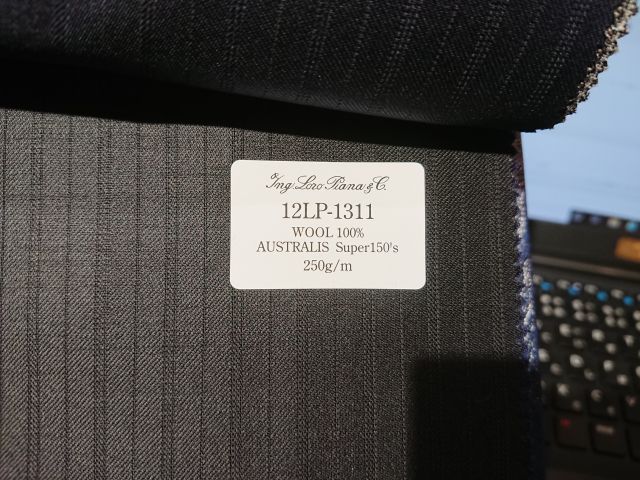 Ing. Loro Piana & C.
12LP-1311
WOOL 100%
AUSTRALIS Super150's
250g/m